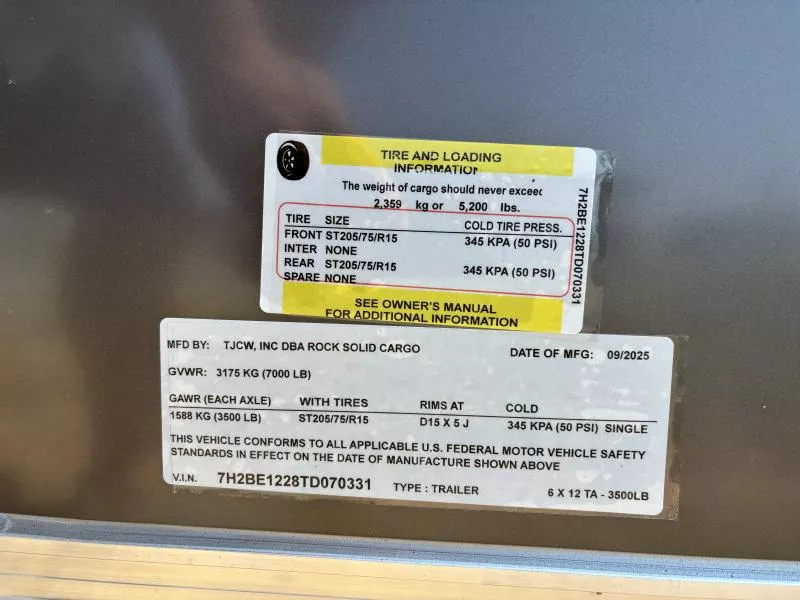 TIRE AND LOADING
INFORMATION
The weight of cargo should never exceed
2,359 kg or 5,200 lbs.
TIRE SIZE COLD TIRE PRESS.
FRONT ST205/75/R15 345 KPA (50 PSI)
INTER NONE
REAR ST205/75/R15 345 KPA (50 PSI)
SPARE NONE
SEE OWNER'S MANUAL
FOR ADDITIONAL INFORMATION
7H2BE1228TD070331
MFD BY: TJCW, INC DBA ROCK SOLID CARGO DATE OF MFG: 09/2025
GVWR: 3175 KG (7000 LB)
GAWR (EACH AXLE) WITH TIRES RIMS AT COLD
1588 KG (3500 LB) ST205/75/R15 D15 X 5 J 345 KPA (50 PSI) SINGLE
THIS VEHICLE CONFORMS TO ALL APPLICABLE U.S. FEDERAL MOTOR VEHICLE SAFETY
STANDARDS IN EFFECT ON THE DATE OF MANUFACTURE SHOWN ABOVE
V.I.N. 7H2BE1228TD070331 TYPE : TRAILER 6 X 12 TA - 3500LB